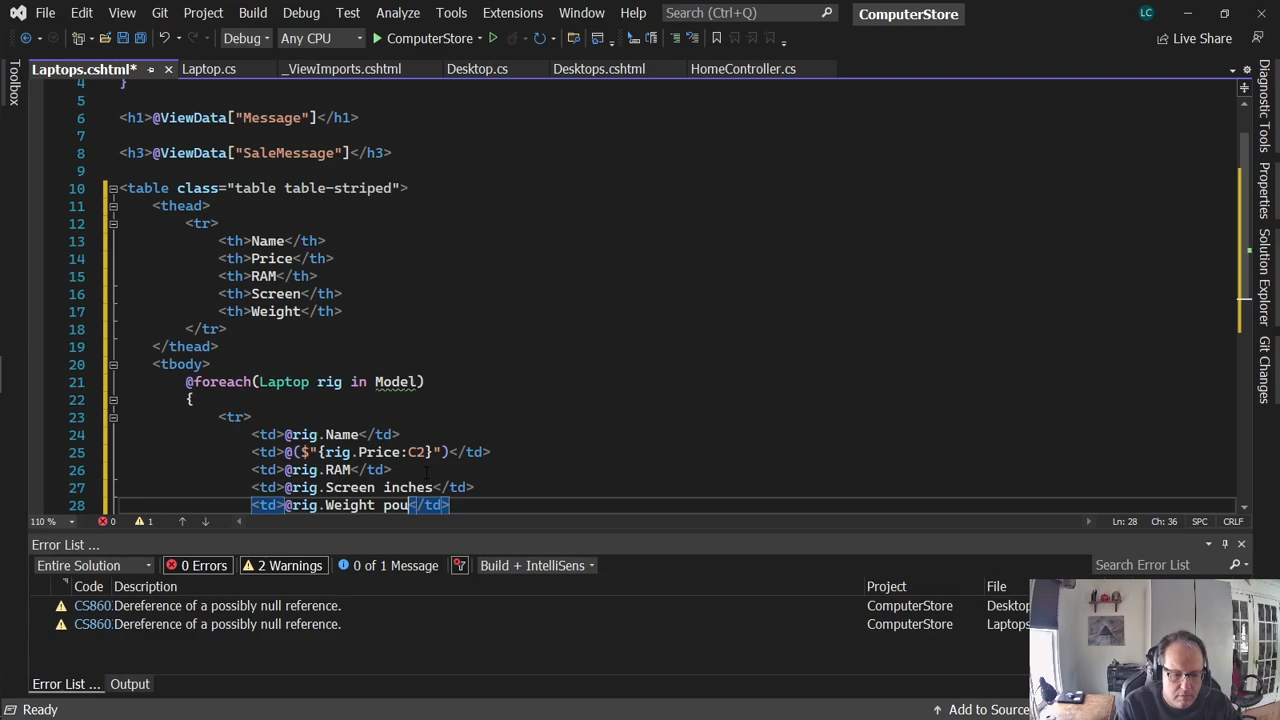 File Edit View Git Project Build Debug Test Analyze Tools Extensions Window Help Search (Ctrl+Q) ComputerStore LC
Debug Any CPU ComputerStore Live Share
Laptops.cshtml* Laptop.cs _ViewImports.cshtml Desktop.cs Desktops.cshtml HomeController.cs
Toolbox
4 }
5
6 <h1>@ViewData["Message"]</h1>
7
8 <h3>@ViewData["SaleMessage"]</h3>
9
10 <table class="table table-striped">
11 <thead>
12 <tr>
13 <th>Name</th>
14 <th>Price</th>
15 <th>RAM</th>
16 <th>Screen</th>
17 <th>Weight</th>
18 </tr>
19 </thead>
20 <tbody>
21 @foreach(Laptop rig in Model)
22 {
23 <tr>
24 <td>@rig.Name</td>
25 <td>@($"{rig.Price:C2}")</td>
26 <td>@rig.RAM</td>
27 <td>@rig.Screen inches</td>
28 <td>@rig.Weight pou</td>
Diagnostic Tools
Properties
Solution Explorer
Git Changes
110 % 0 1 Ln: 28 Ch: 36 SPC CRLF
Error List ...
Entire Solution 0 Errors 2 Warnings 0 of 1 Message Build + IntelliSens Search Error List
Code Description Project File
CS860 Dereference of a possibly null reference. ComputerStore Desktop
CS860 Dereference of a possibly null reference. ComputerStore Laptops
Error List ... Output
Ready Add to Source